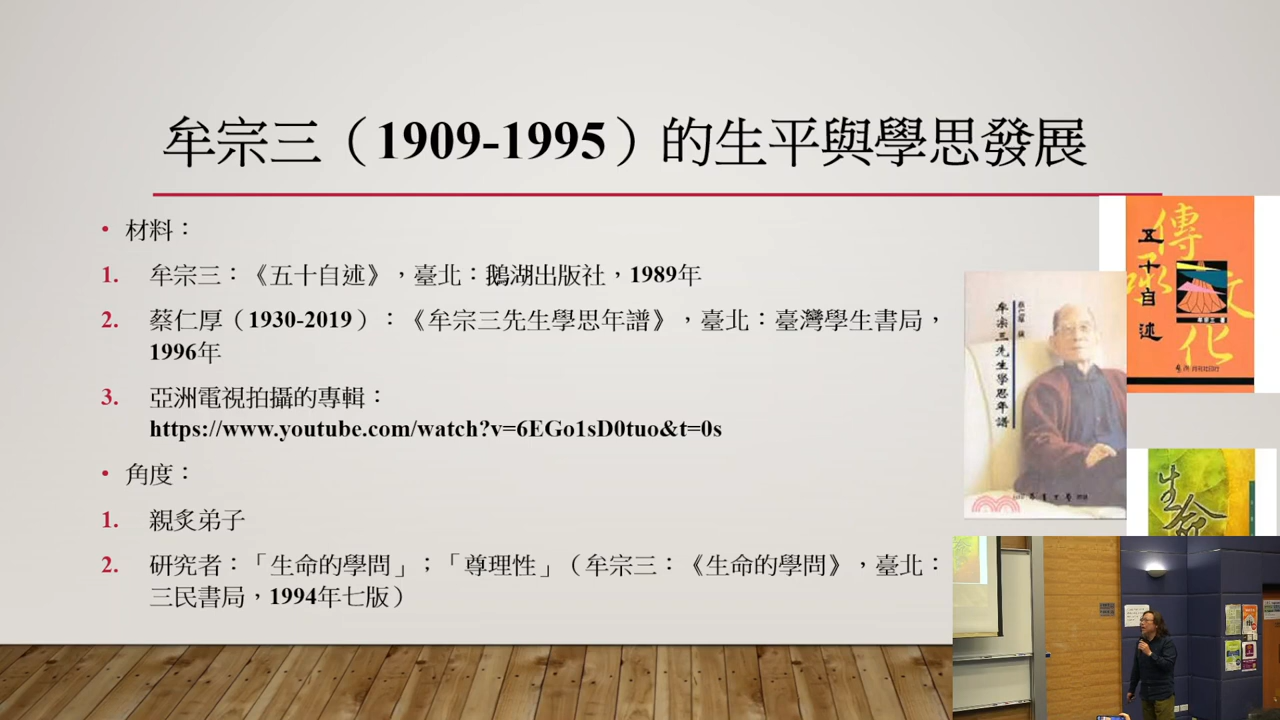 牟宗三（1909-1995）的生平與學思發展
• 材料：
1. 牟宗三：《五十自述》，臺北：鵝湖出版社，1989年
2. 蔡仁厚（1930-2019）：《牟宗三先生學思年譜》，臺北：臺灣學生書局，
1996年
3. 亞洲電視拍攝的專輯：
https://www.youtube.com/watch?v=6EGo1sD0tuo&t=0s
• 角度：
1. 親炙弟子
2. 研究者：「生命的學問」；「尊理性」（牟宗三：《生命的學問》，臺北：
三民書局，1994年七版）
傳承文化
五十自述
蔡仁厚 撰
牟宗三先生學思年譜
生命